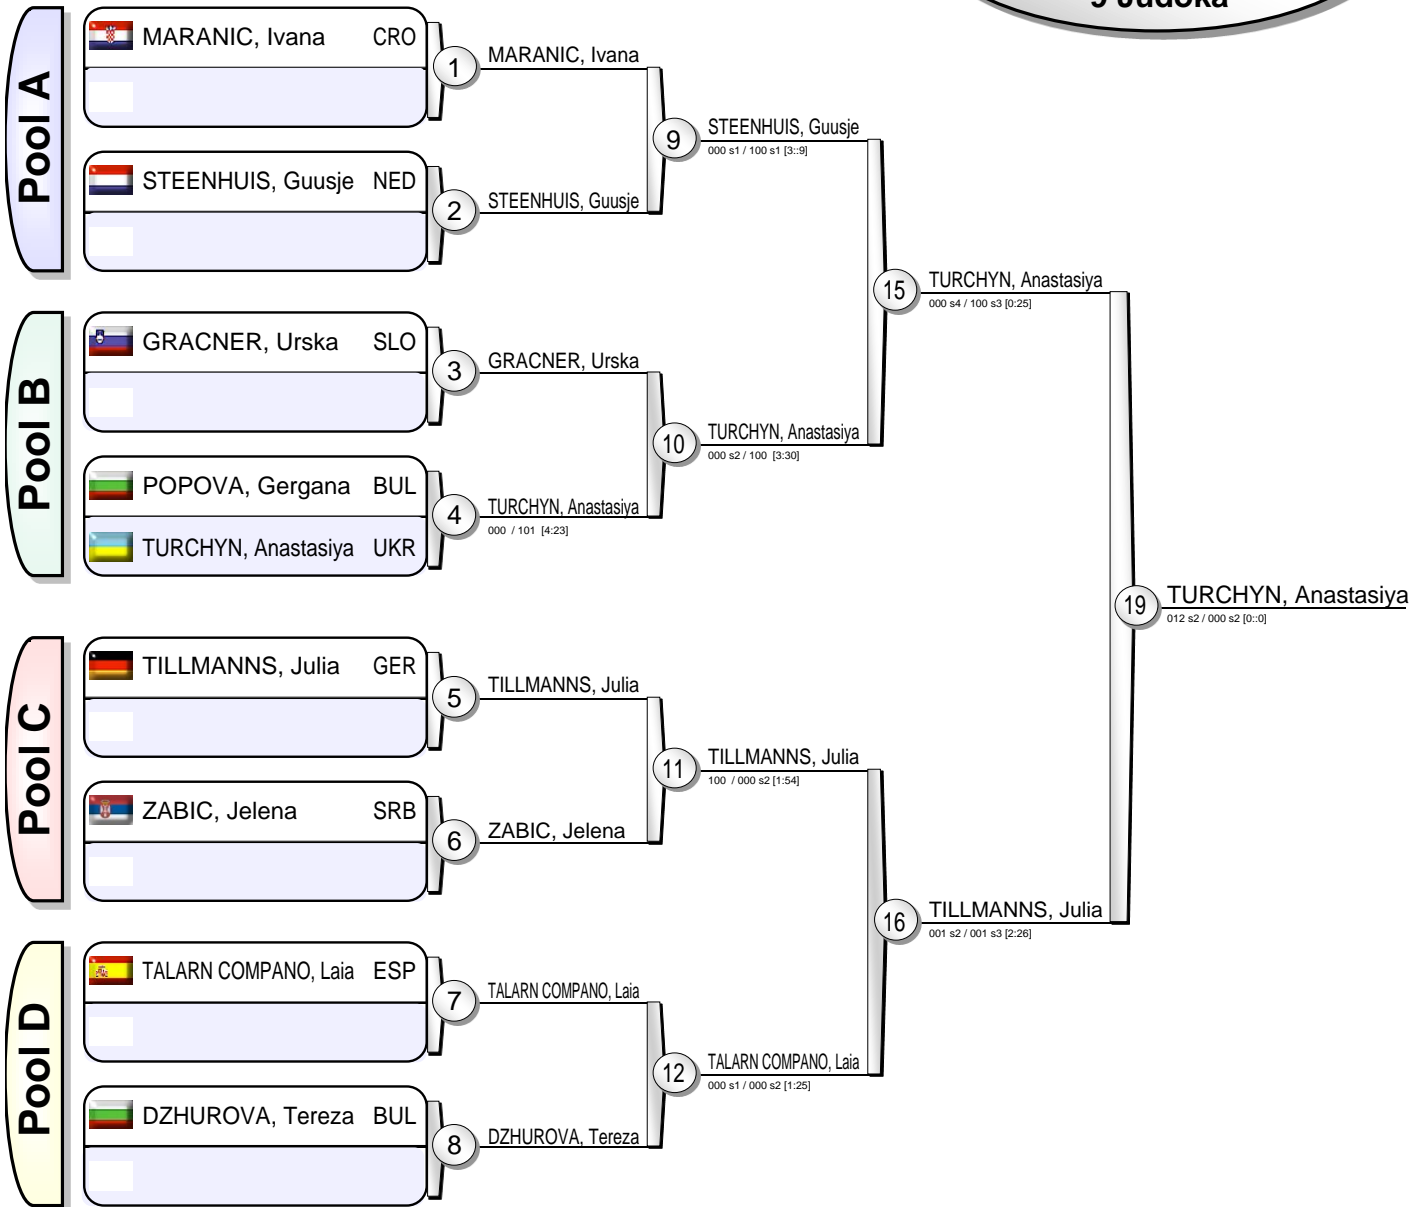 9 Judoka
Pool A
MARANIC, Ivana CRO
1
MARANIC, Ivana
STEENHUIS, Guusje NED
2
STEENHUIS, Guusje
9
STEENHUIS, Guusje
000 s1 / 100 s1 [3::9]
Pool B
GRACNER, Urska SLO
3
GRACNER, Urska
POPOVA, Gergana BUL
TURCHYN, Anastasiya UKR
4
TURCHYN, Anastasiya
000 / 101 [4:23]
10
TURCHYN, Anastasiya
000 s2 / 100 [3:30]
15
TURCHYN, Anastasiya
000 s4 / 100 s3 [0:25]
Pool C
TILLMANNS, Julia GER
5
TILLMANNS, Julia
ZABIC, Jelena SRB
6
ZABIC, Jelena
11
TILLMANNS, Julia
100 / 000 s2 [1:54]
Pool D
TALARN COMPANO, Laia ESP
7
TALARN COMPANO, Laia
DZHUROVA, Tereza BUL
8
DZHUROVA, Tereza
12
TALARN COMPANO, Laia
000 s1 / 000 s2 [1:25]
16
TILLMANNS, Julia
001 s2 / 001 s3 [2:26]
19
TURCHYN, Anastasiya
012 s2 / 000 s2 [0::0]